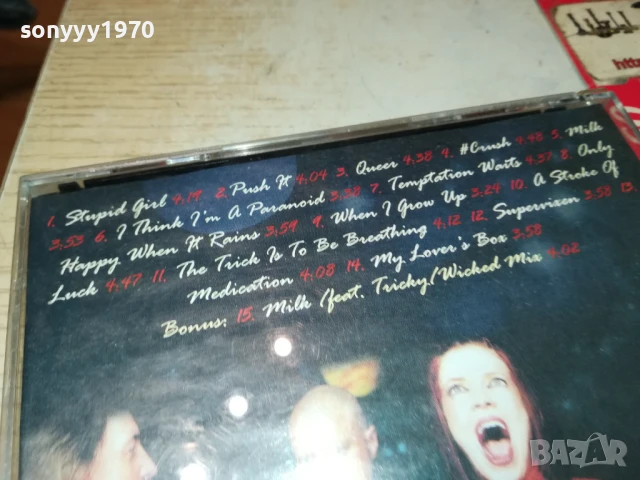 sonyyy1970
htt
1. Stupid Girl 4:19 2. Push It 4:04 3. Queer 4:38 4. #Crush 4:48 5. Milk
3:53 6. I Think I'm A Paranoid 3:38 7. Temptation Waits 4:37 8. Only
Happy When It Rains 3:59 9. When I Grow Up 3:24 10. A Stroke Of
Luck 4:47 11. The Trick Is To Be Breathing 4:12 12. Supervixen 3:58 13.
Medication 4:08 14. My Lover's Box 3:58
Bonus: 15. Milk (feat. Tricky)/Wicked Mix 4:02
BAZAR